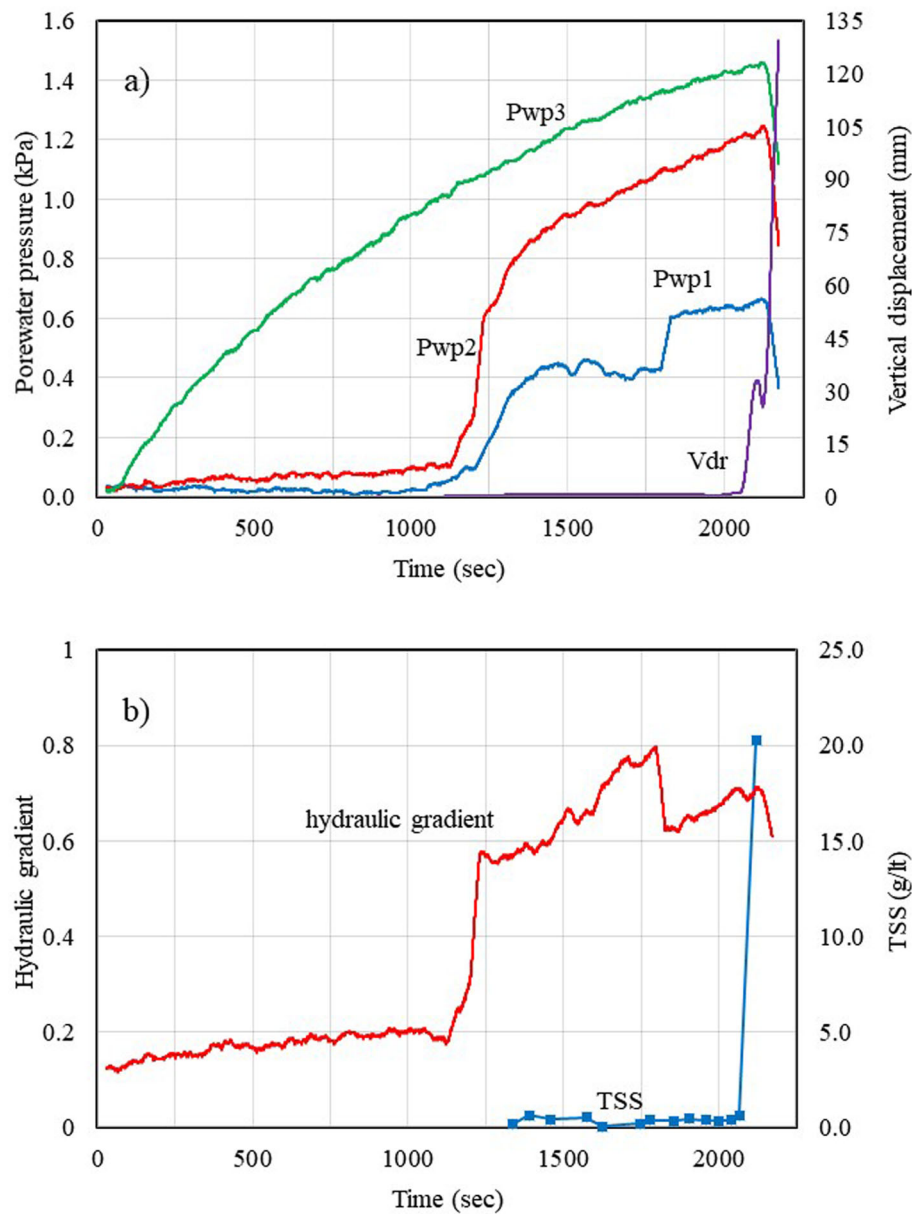 1.6
1.4
1.2
1.0
0.8
0.6
0.4
0.2
0.0
Porewater pressure (kPa)
a)
Pwp3
Pwp2
Pwp1
Vdr
135
120
105
90
75
60
45
30
15
0
Vertical displacement (mm)
0 500 1000 1500 2000
Time (sec)
1
0.8
0.6
0.4
0.2
0
Hydraulic gradient
b)
hydraulic gradient
TSS
25.0
20.0
15.0
10.0
5.0
0.0
TSS (g/lt)
0 500 1000 1500 2000
Time (sec)